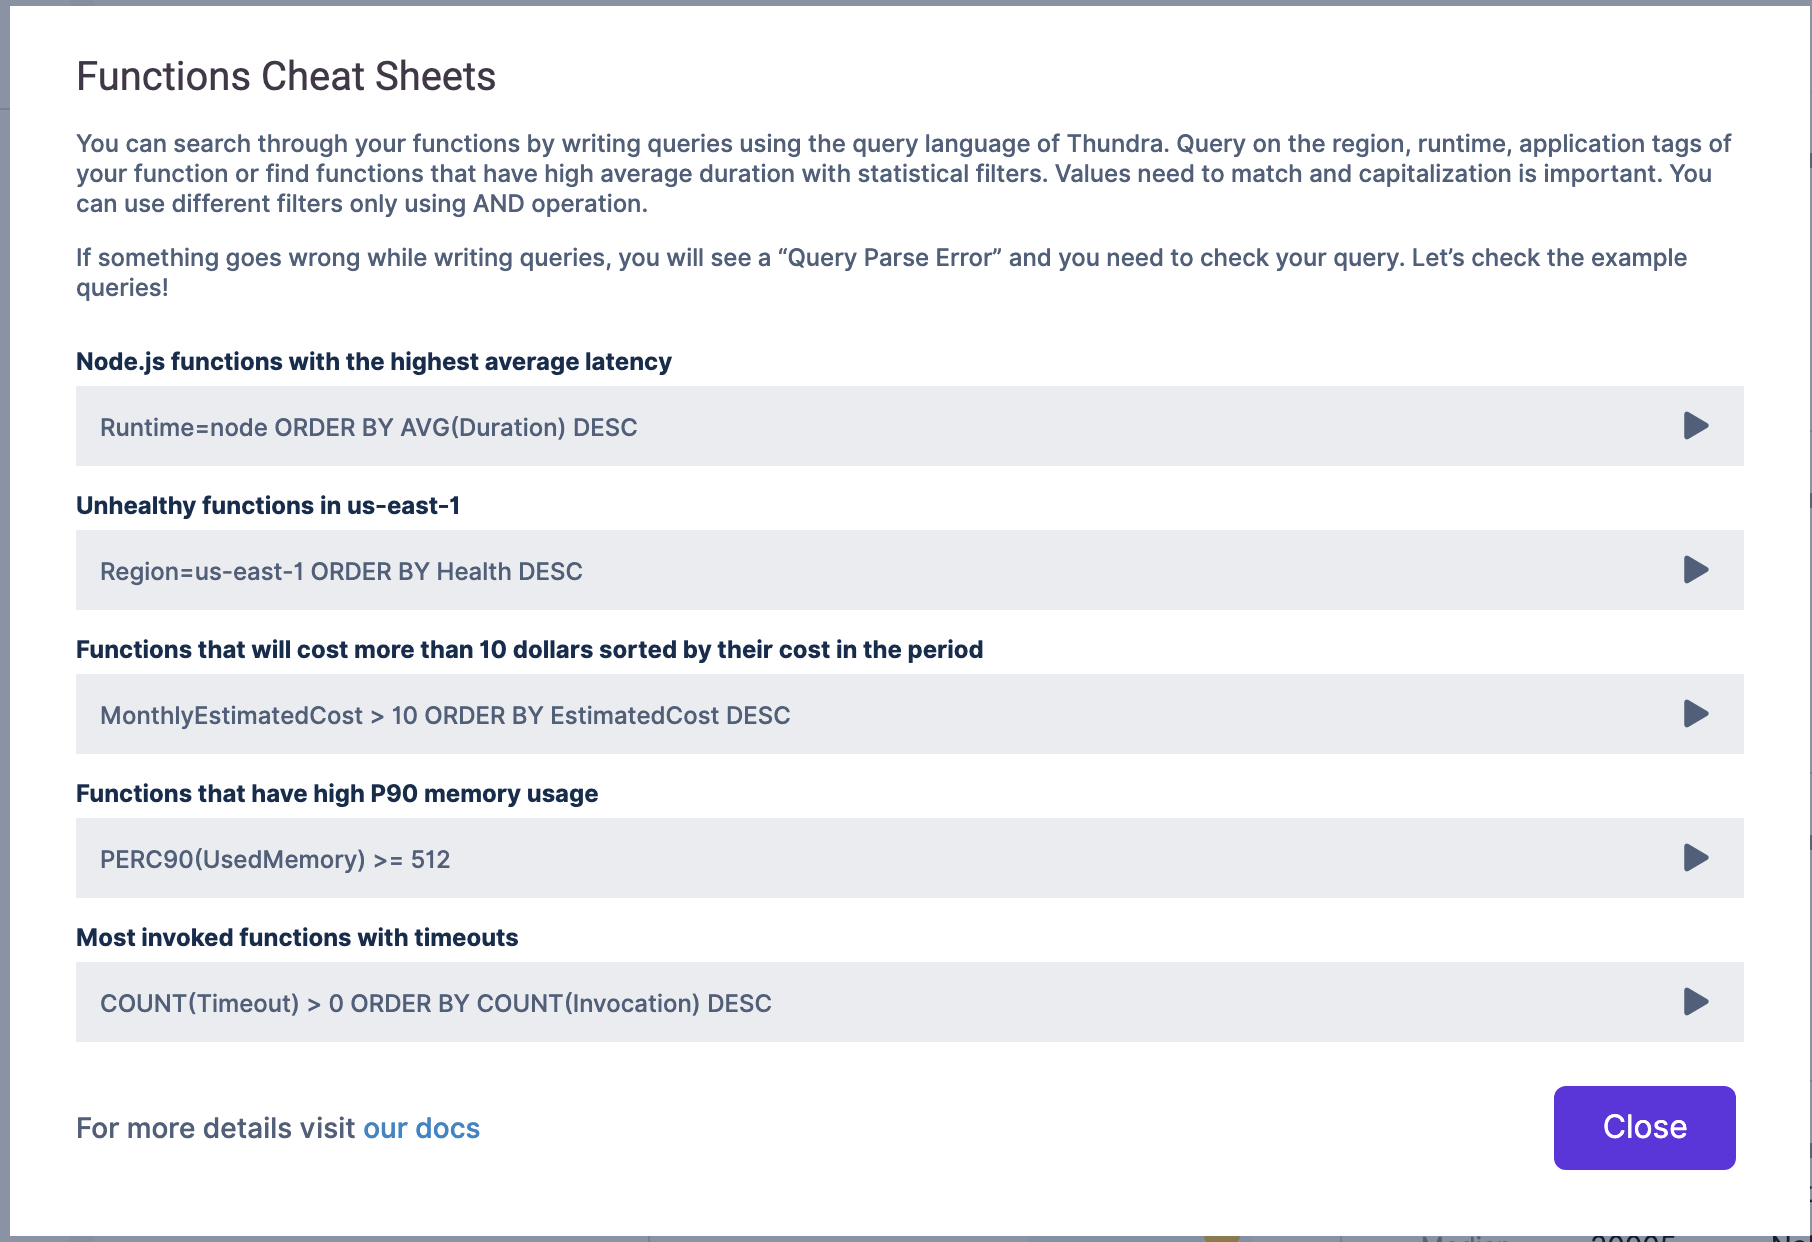 Functions Cheat Sheets
You can search through your functions by writing queries using the query language of Thundra. Query on the region, runtime, application tags of
your function or find functions that have high average duration with statistical filters. Values need to match and capitalization is important. You
can use different filters only using AND operation.
If something goes wrong while writing queries, you will see a “Query Parse Error” and you need to check your query. Let’s check the example
queries!
Node.js functions with the highest average latency
Runtime=node ORDER BY AVG(Duration) DESC
Unhealthy functions in us-east-1
Region=us-east-1 ORDER BY Health DESC
Functions that will cost more than 10 dollars sorted by their cost in the period
MonthlyEstimatedCost > 10 ORDER BY EstimatedCost DESC
Functions that have high P90 memory usage
PERC90(UsedMemory) >= 512
Most invoked functions with timeouts
COUNT(Timeout) > 0 ORDER BY COUNT(Invocation) DESC
For more details visit our docs
Close